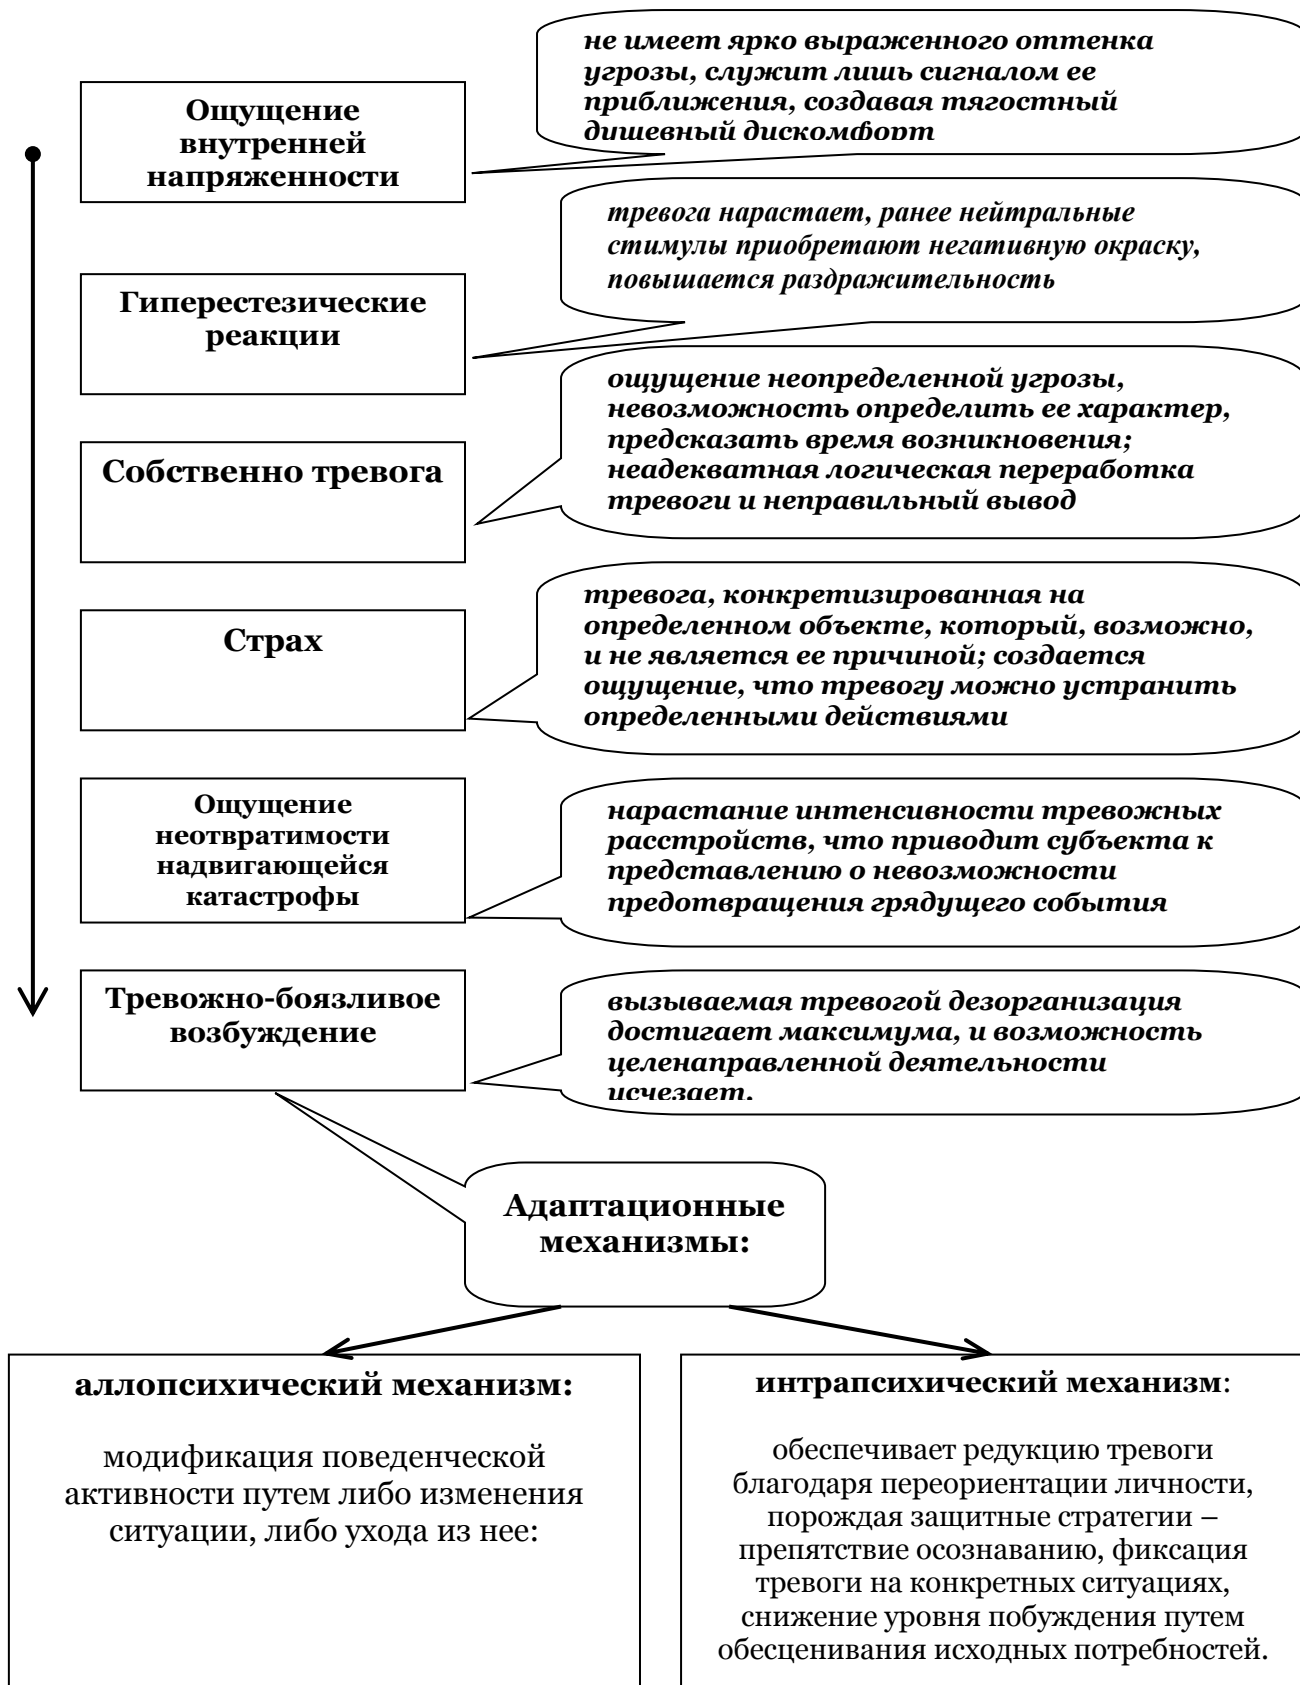 не имеет ярко выраженного оттенка
угрозы, служит лишь сигналом ее
приближения, создавая тягостный
душевный дискомфорт
Ощущение
внутренней
напряженности
тревога нарастает, ранее нейтральные
стимулы приобретают негативную окраску,
повышается раздражительность
Гиперестезические
реакции
ощущение неопределенной угрозы,
невозможность определить ее характер,
предсказать время возникновения;
неадекватная логическая переработка
тревоги и неправильный вывод
Собственно тревога
тревога, конкретизированная на
определенном объекте, который, возможно,
и не является ее причиной; создается
ощущение, что тревогу можно устранить
определенными действиями
Страх
Ощущение
неотвратимости
надвигающейся
катастрофы
нарастание интенсивности тревожных
расстройств, что приводит субъекта к
представлению о невозможности
предотвращения грядущего события
Тревожно-боязливое
возбуждение
вызываемая тревогой дезорганизация
достигает максимума, и возможность
целенаправленной деятельности
исчезает.
Адаптационные
механизмы:
аллопсихический механизм:
модификация поведенческой
активности путем либо изменения
ситуации, либо ухода из нее:
интрапсихический механизм:
обеспечивает редукцию тревоги
благодаря переориентации личности,
порождая защитные стратегии –
препятствие осознаванию, фиксация
тревоги на конкретных ситуациях,
снижение уровня побуждения путем
обесценивания исходных потребностей.